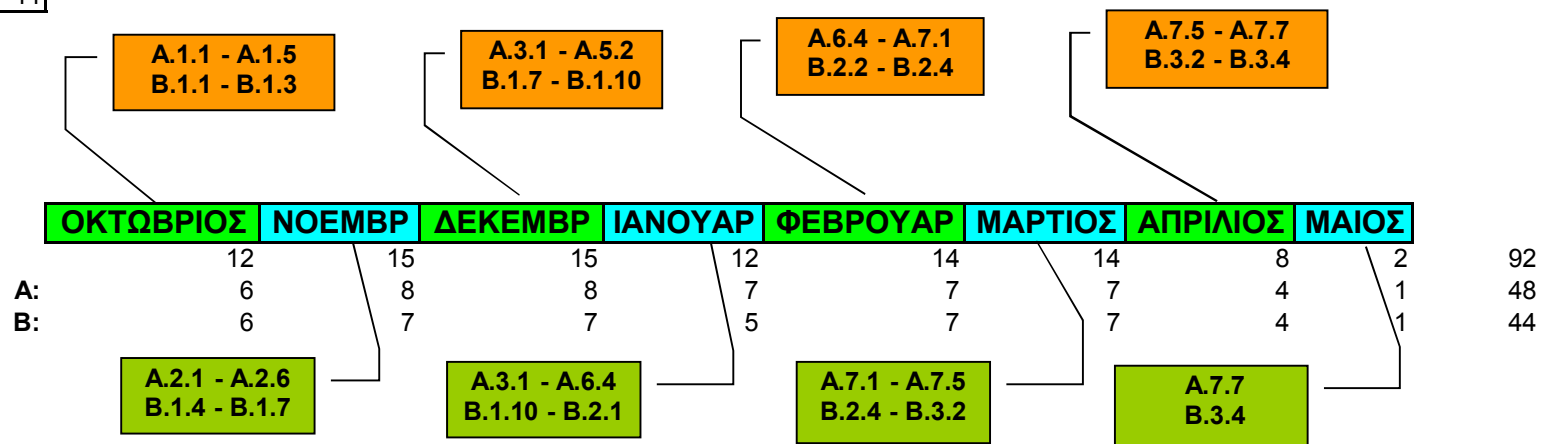 Α.1.1 - Α.1.5
Β.1.1 - Β.1.3
Α.3.1 - Α.5.2
Β.1.7 - Β.1.10
Α.6.4 - Α.7.1
Β.2.2 - Β.2.4
Α.7.5 - Α.7.7
Β.3.2 - Β.3.4
ΟΚΤΩΒΡΙΟΣ ΝΟΕΜΒΡ ΔΕΚΕΜΒΡ ΙΑΝΟΥΑΡ ΦΕΒΡΟΥΑΡ ΜΑΡΤΙΟΣ ΑΠΡΙΛΙΟΣ ΜΑΙΟΣ
12 15 15 12 14 14 8 2 92
Α: 6 8 8 7 7 7 4 1 48
Β: 6 7 7 5 7 7 4 1 44
Α.2.1 - Α.2.6
Β.1.4 - Β.1.7
Α.3.1 - Α.6.4
Β.1.10 - Β.2.1
Α.7.1 - Α.7.5
Β.2.4 - Β.3.2
Α.7.7
Β.3.4